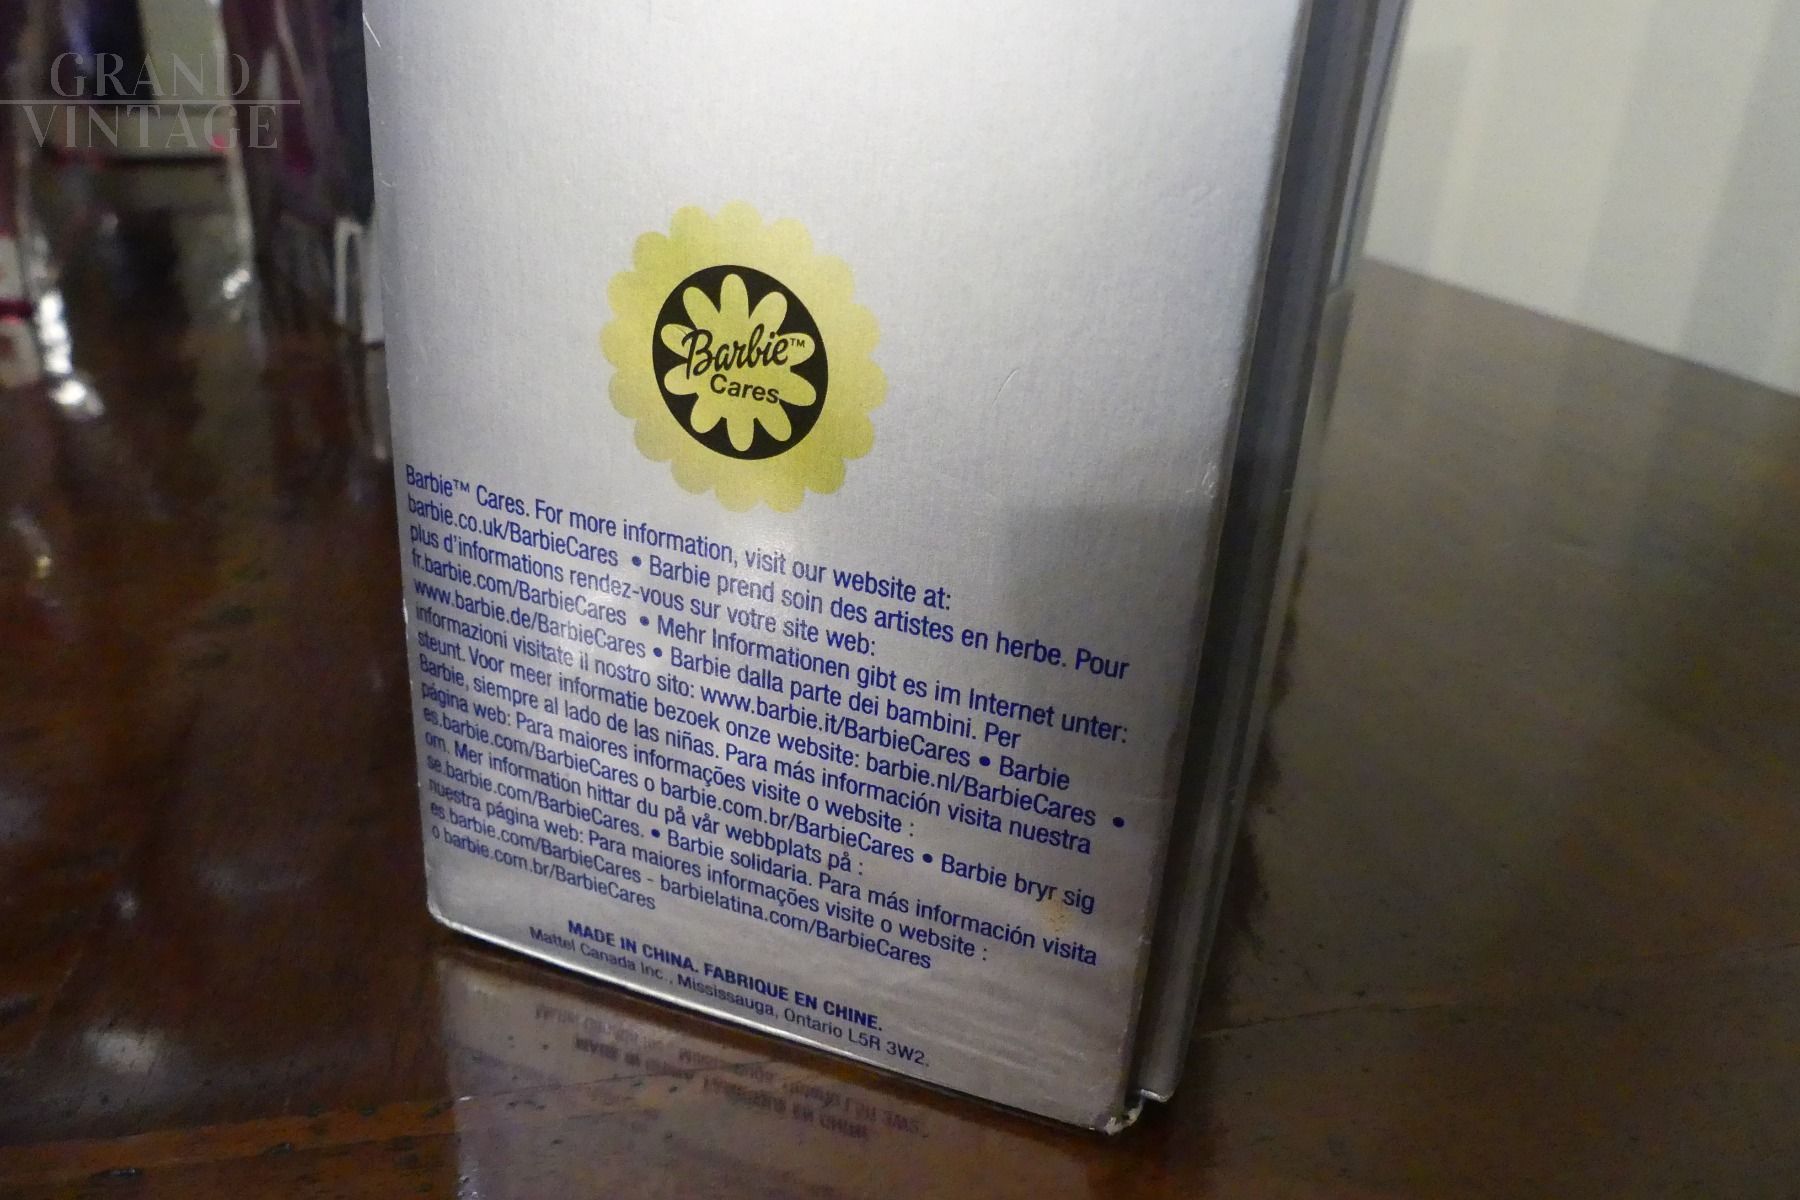 GRAND
VINTAGE
Barbie™
Cares
Barbie™ Cares. For more information, visit our website at:
barbie.co.uk/BarbieCares • Barbie prend soin des artistes en herbe. Pour
plus d'informations rendez-vous sur votre site web:
fr.barbie.com/BarbieCares • Mehr Informationen gibt es im Internet unter:
www.barbie.de/BarbieCares • Barbie dalla parte dei bambini. Per
informazioni visitate il nostro sito: www.barbie.it/BarbieCares • Barbie
steunt. Voor meer informatie bezoek onze website: barbie.nl/BarbieCares •
Barbie, siempre al lado de las niñas. Para más información visita nuestra
página web: Para maiores informações visite o website :
es.barbie.com/BarbieCares o barbie.com.br/BarbieCares • Barbie bryr sig
om. Mer information hittar du på vår webbplats på :
se.barbie.com/BarbieCares. • Barbie solidaria. Para más información visita
nuestra página web: Para maiores informações visite o website :
es.barbie.com/BarbieCares - barbielatina.com/BarbieCares
o barbie.com.br/BarbieCares
MADE IN CHINA. FABRIQUE EN CHINE.
Mattel Canada Inc., Mississauga, Ontario L5R 3W2.